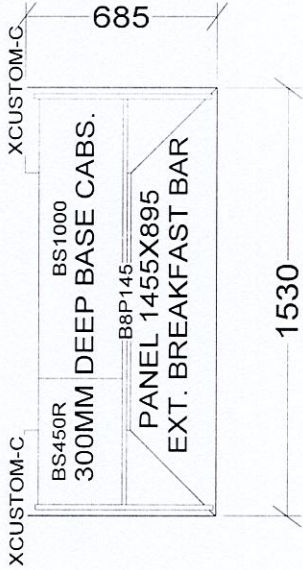 685
XCUSTOM-C
XCUSTOM-C
BS450R
BS1000
300MM DEEP BASE CABS.
B8P145
PANEL 1455X895
EXT. BREAKFAST BAR
1530